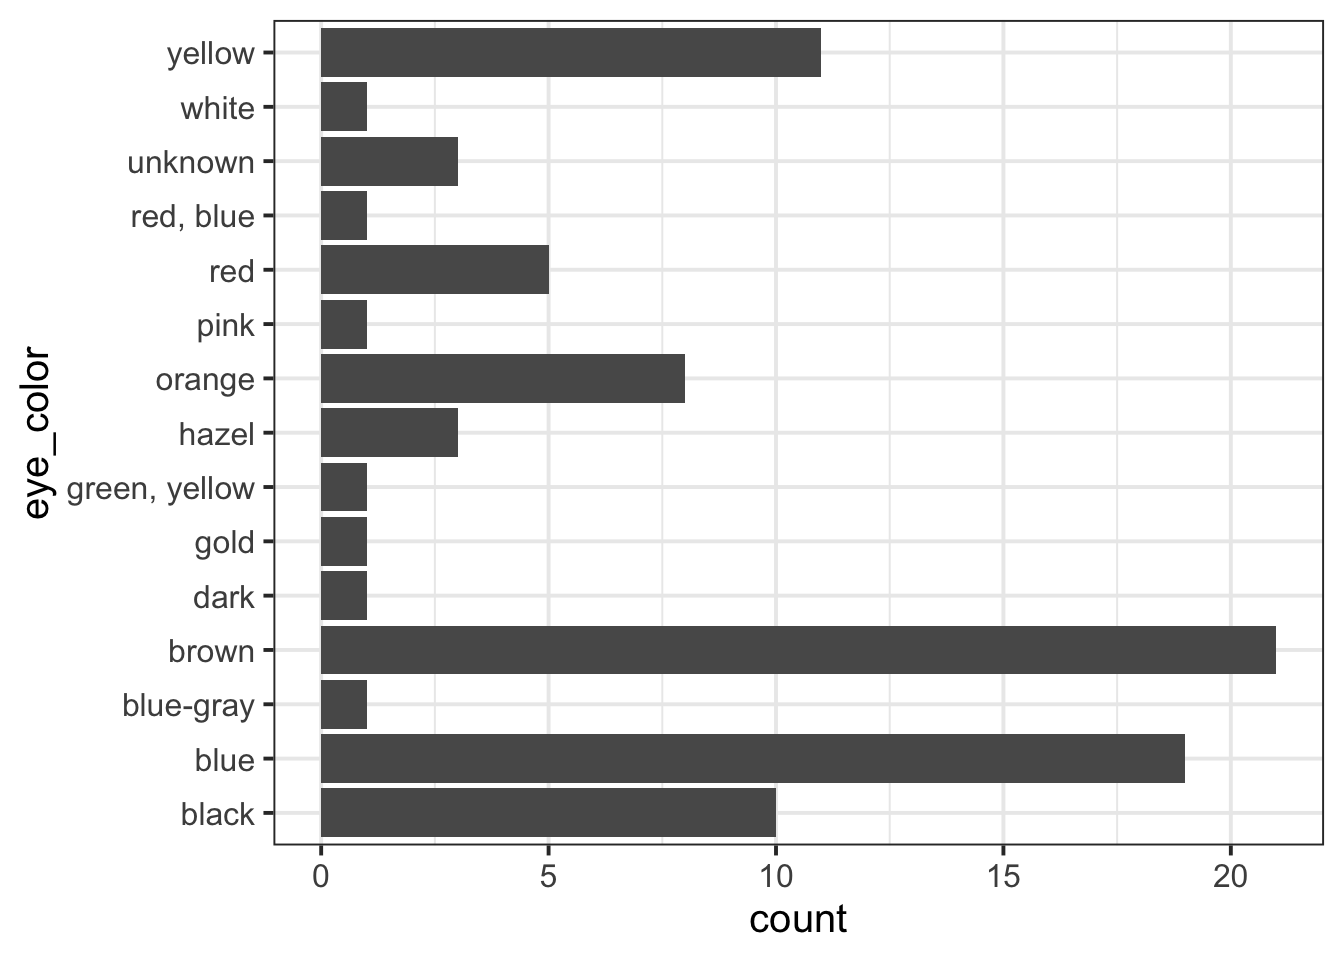 yellow
white
unknown
red, blue
red
pink
orange
hazel
green, yellow
gold
dark
brown
blue-gray
blue
black
eye_color
0 5 10 15 20
count